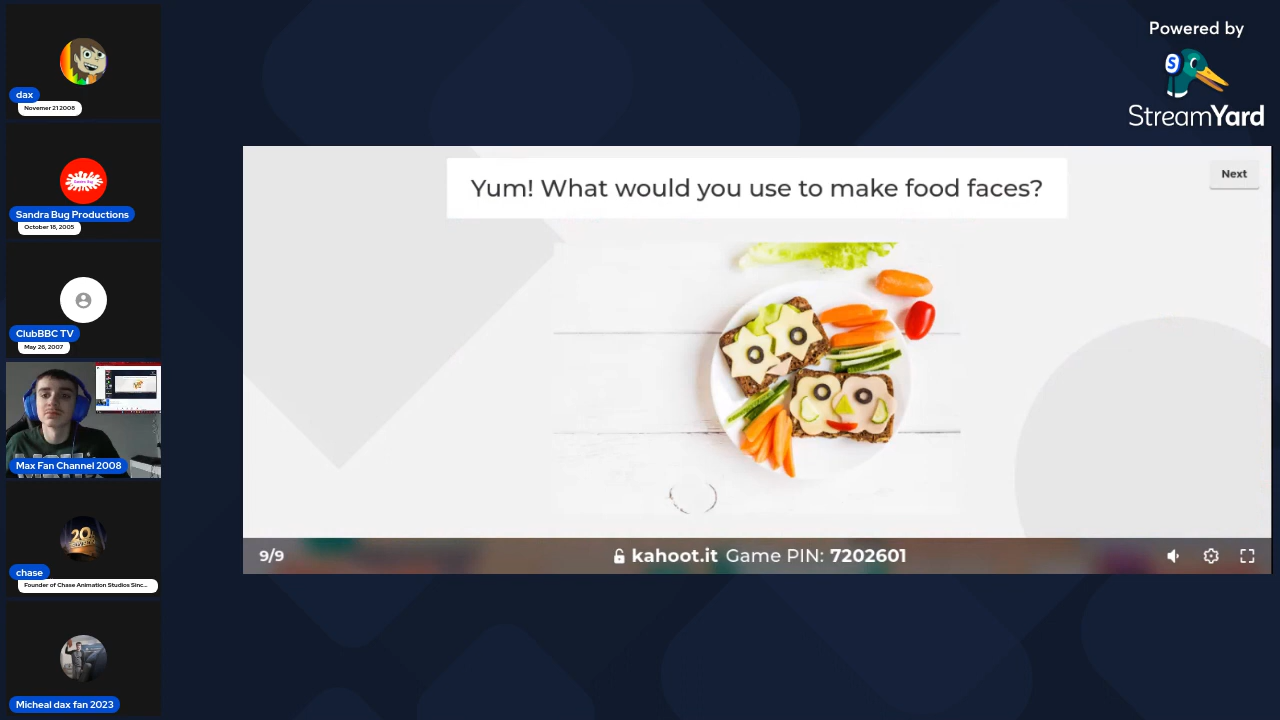 Powered by
S
StreamYard
dax
Novemer 21 2008
Sandra Bug Productions
October 18, 2005
ClubBBC TV
May 26, 2007
Max Fan Channel 2008
chase
Founder of Chase Animation Studios Sinc...
Micheal dax fan 2023
Yum! What would you use to make food faces?
Next
9/9
kahoot.it Game PIN: 7202601